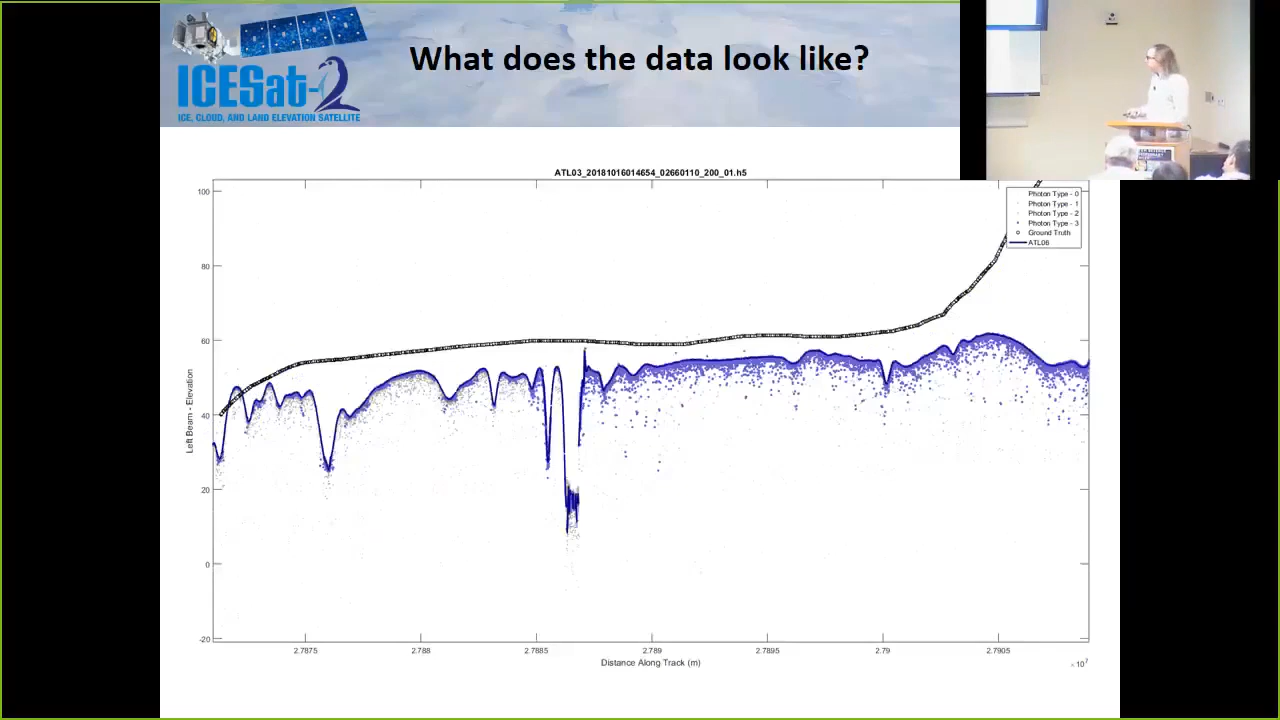 ICESat-2
ICE, CLOUD, AND LAND ELEVATION SATELLITE
What does the data look like?
ATL03_20181016014654_02660110_200_01.h5
Photon Type - 0
Photon Type - 1
Photon Type - 2
Photon Type - 3
Ground Truth
ATL06
Left Beam - Elevation
100
80
60
40
20
0
-20
2.7875
2.788
2.7885
2.789
2.7895
2.79
2.7905
×10⁷
Distance Along Track (m)